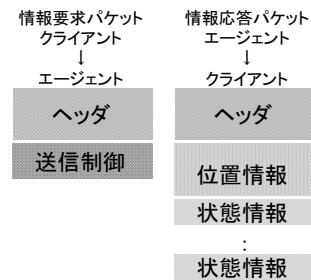 情報要求パケット
クライアント
↓
エージェント
ヘッダ
送信制御
情報応答パケット
エージェント
↓
クライアント
ヘッダ
位置情報
状態情報
:
状態情報